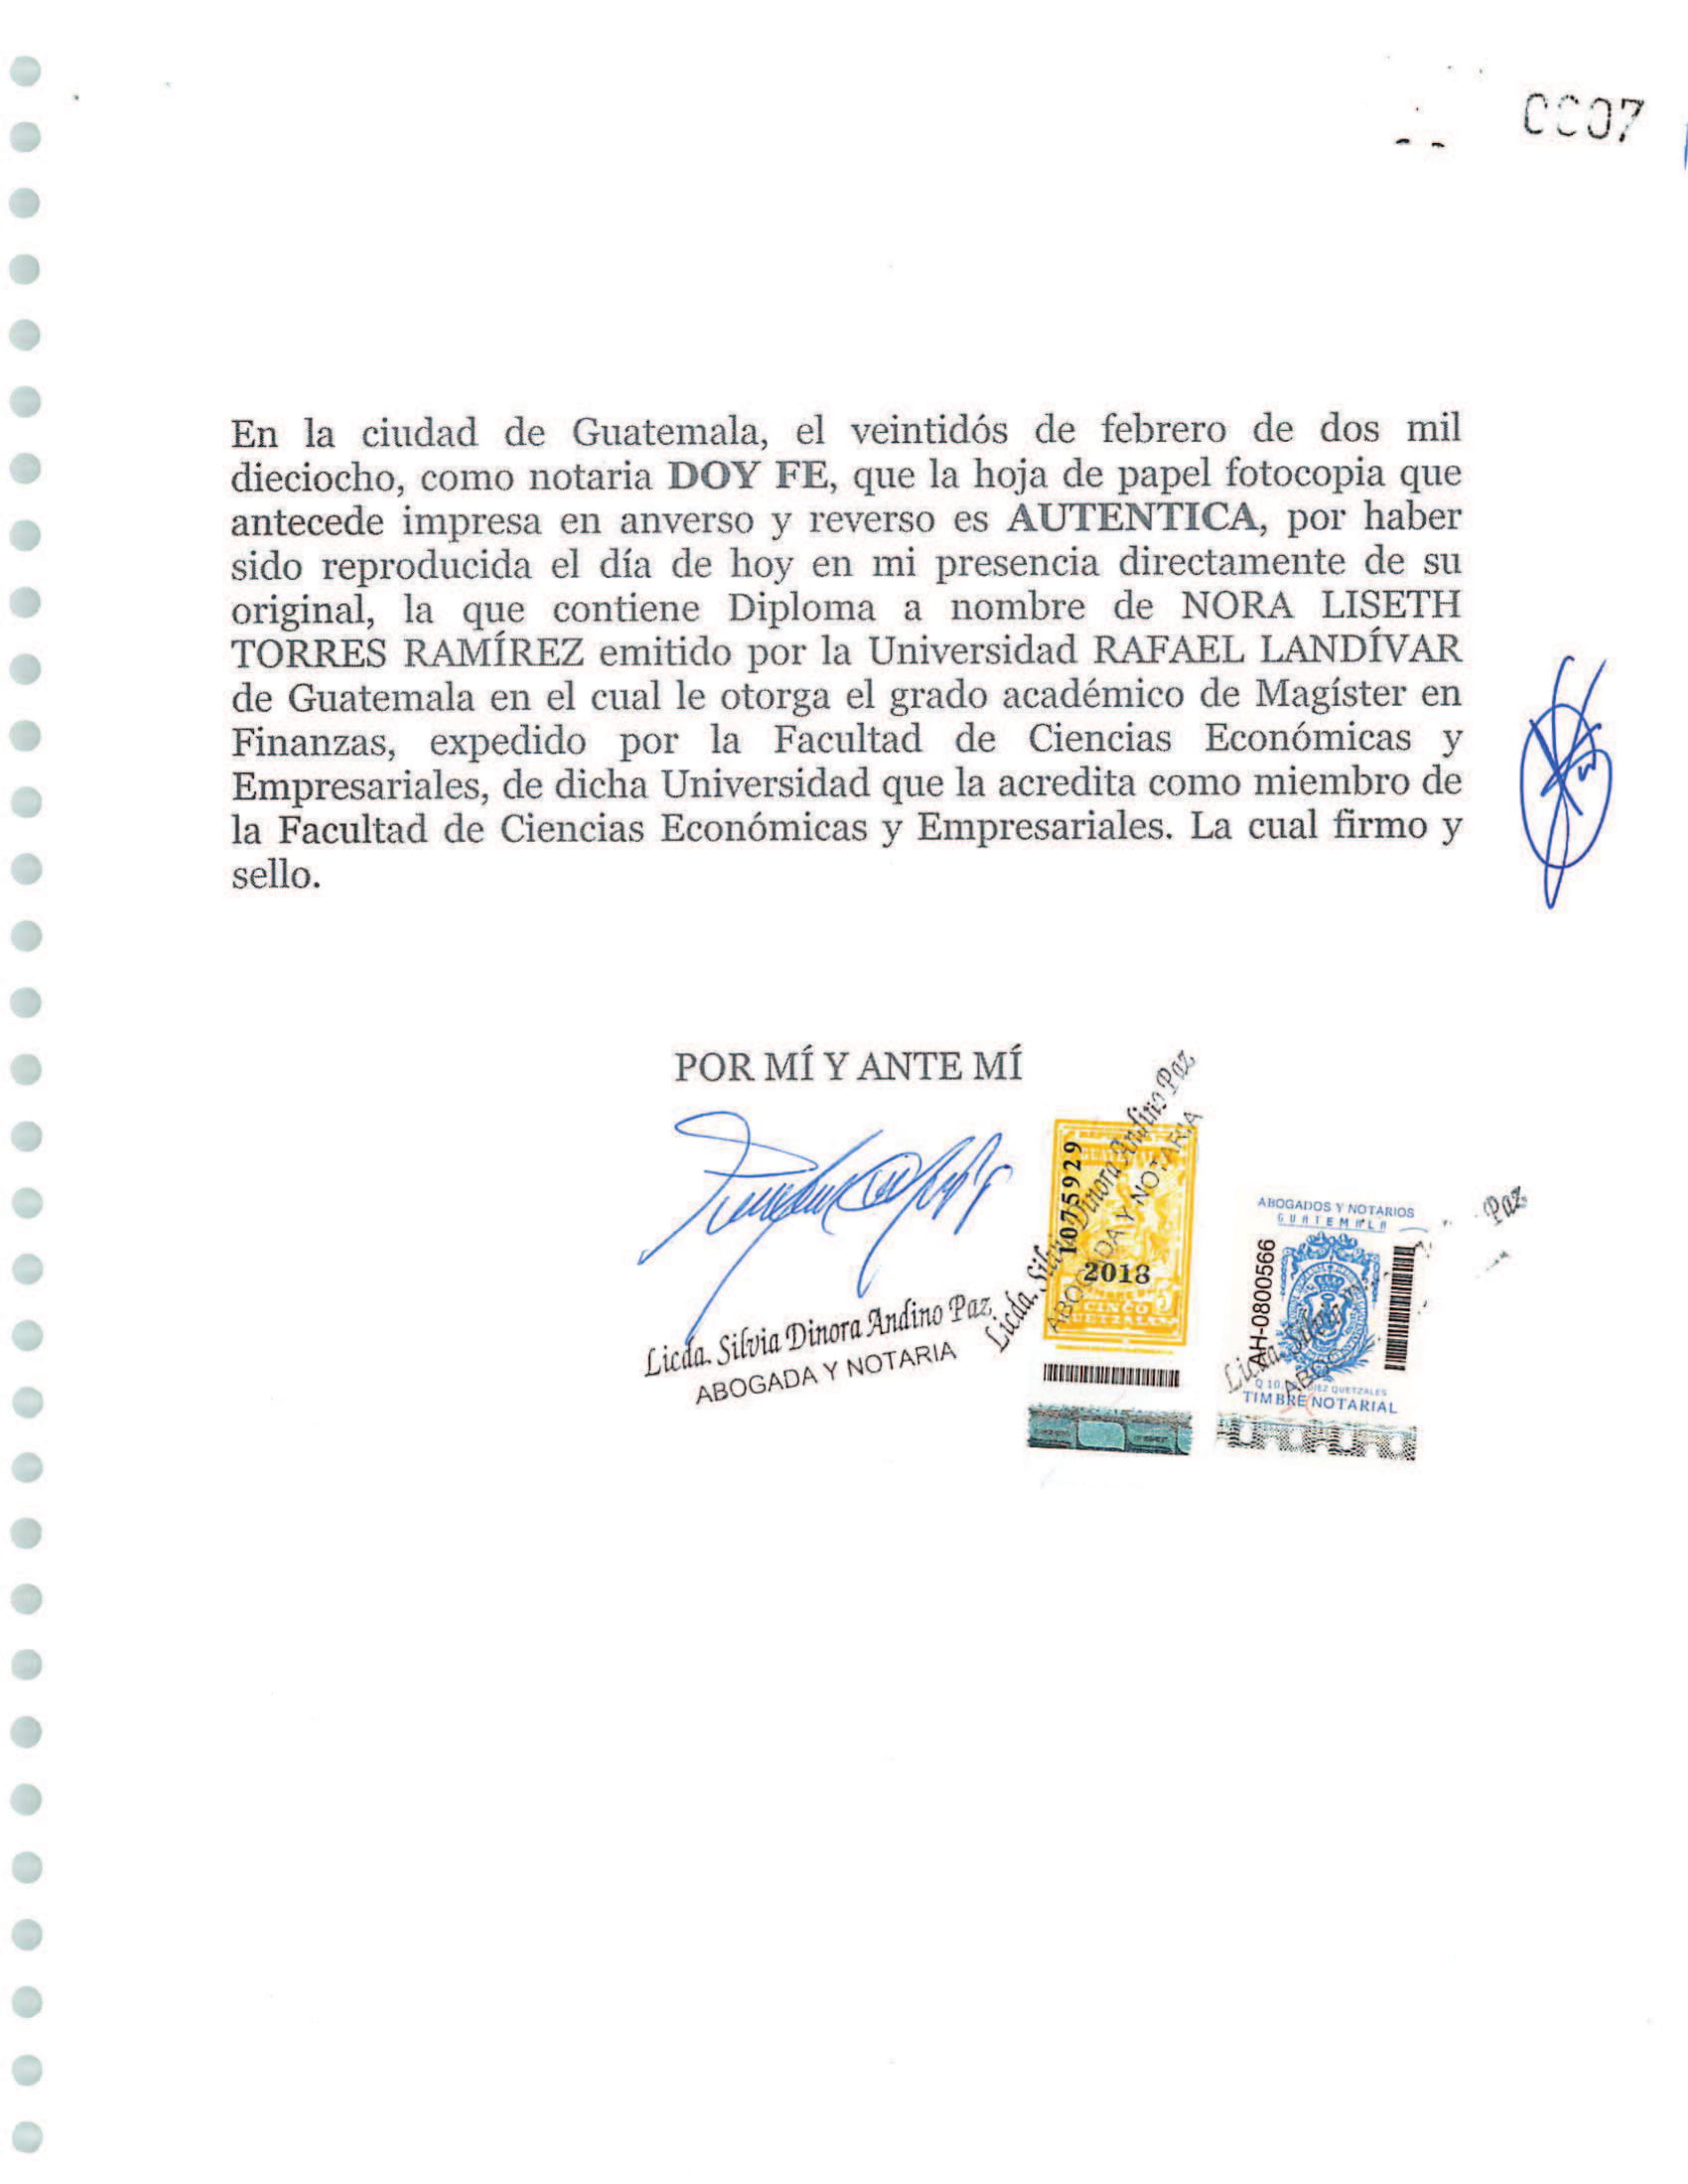 0007
En la ciudad de Guatemala, el veintidós de febrero de dos mil
dieciocho, como notaria DOY FE, que la hoja de papel fotocopia que
antecede impresa en anverso y reverso es AUTENTICA, por haber
sido reproducida el día de hoy en mi presencia directamente de su
original, la que contiene Diploma a nombre de NORA LISETH
TORRES RAMÍREZ emitido por la Universidad RAFAEL LANDÍVAR
de Guatemala en el cual le otorga el grado académico de Magíster en
Finanzas, expedido por la Facultad de Ciencias Económicas y
Empresariales, de dicha Universidad que la acredita como miembro de
la Facultad de Ciencias Económicas y Empresariales. La cual firmo y
sello.
POR MÍ Y ANTE MÍ
Licda. Silvia Dinora Andino Paz
ABOGADA Y NOTARIA
Licda. Silvia Dinora Andino Paz
ABOGADA Y NOTARIA
1075929
2018
CINCO
QUETZALES
ABOGADOS Y NOTARIOS
GUATEMALA
AH-0800566
Licda. Silvia Paz
ABOG
DIEZ QUETZALES
TIMBRE NOTARIAL